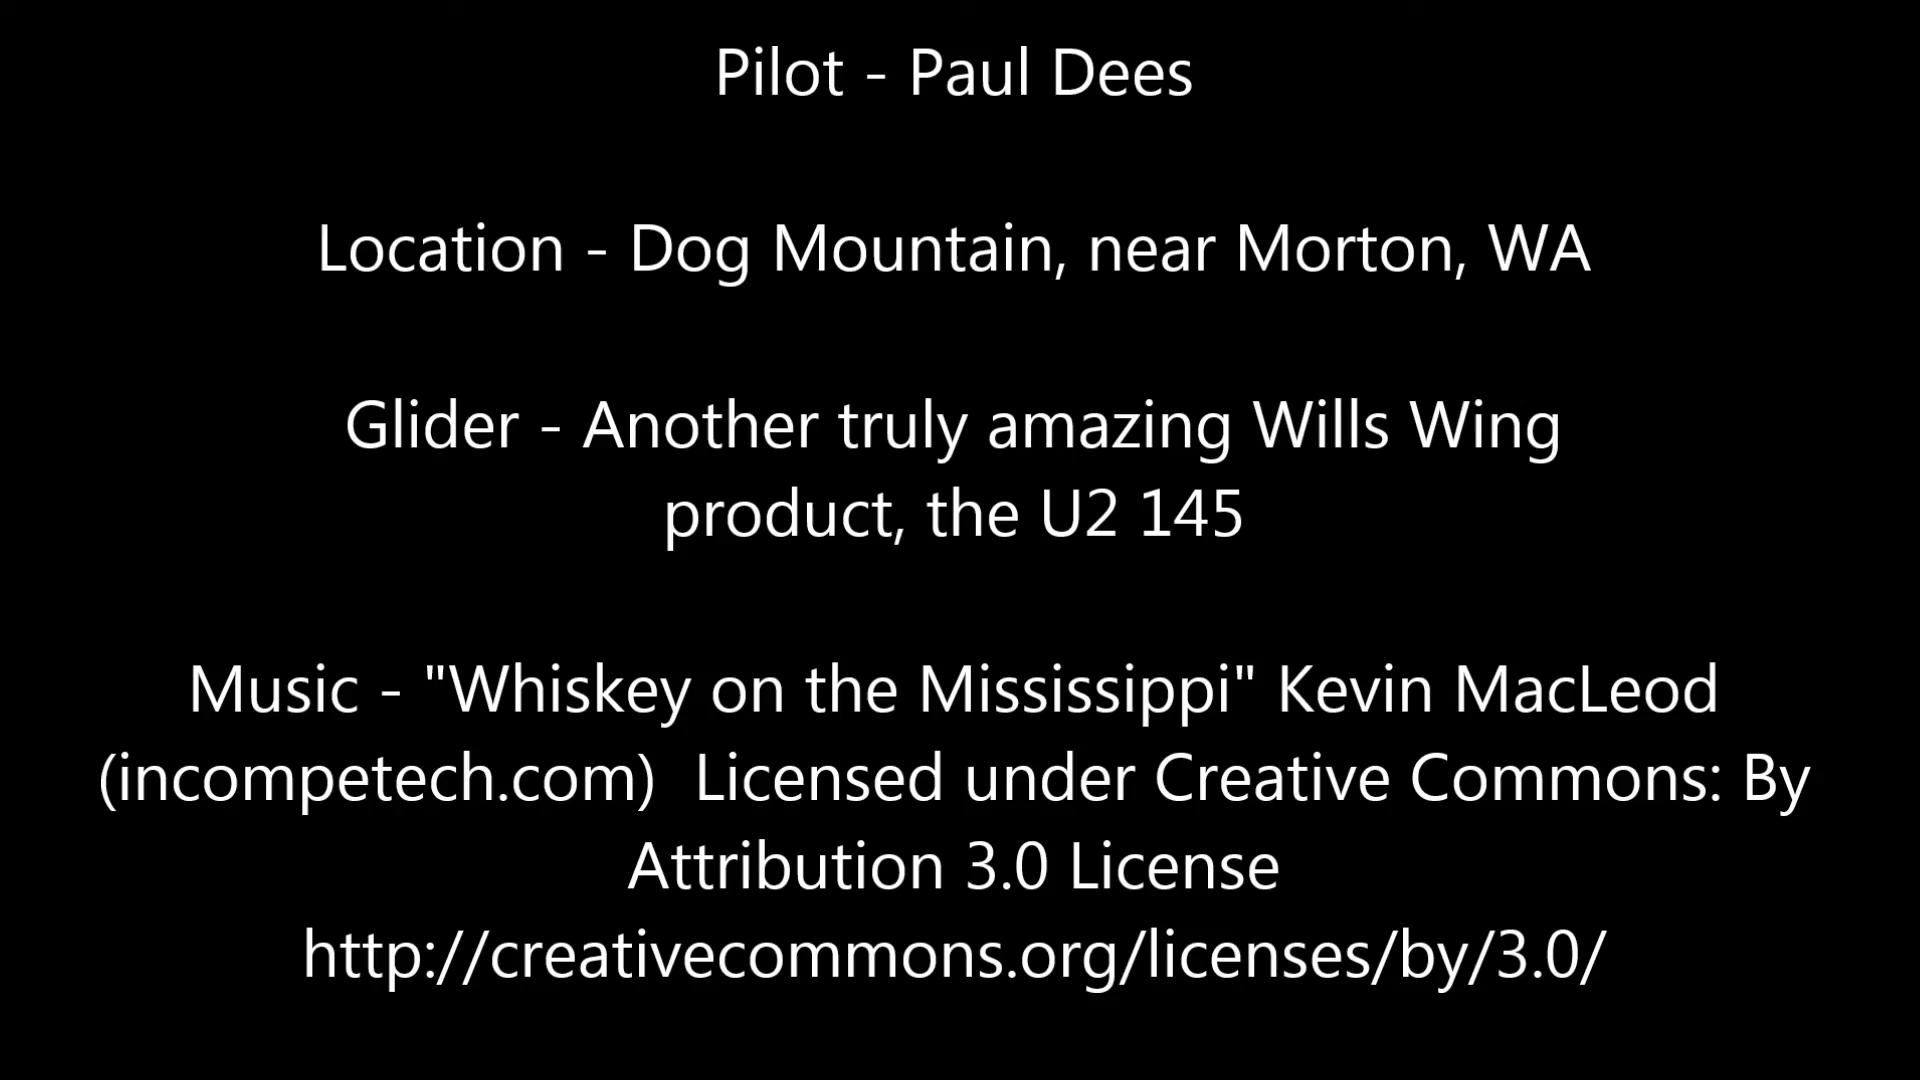 Pilot - Paul Dees
Location - Dog Mountain, near Morton, WA
Glider - Another truly amazing Wills Wing
product, the U2 145
Music - "Whiskey on the Mississippi" Kevin MacLeod
(incompetech.com)  Licensed under Creative Commons: By
Attribution 3.0 License
http://creativecommons.org/licenses/by/3.0/